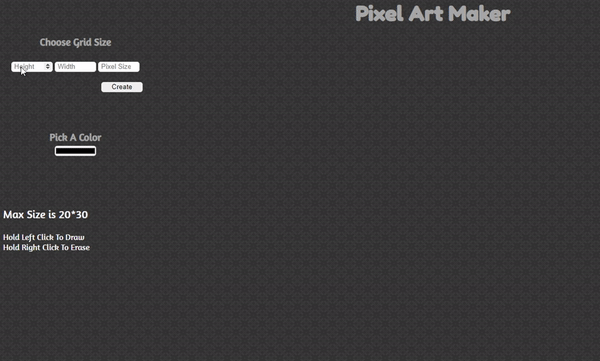 Pixel Art Maker
Choose Grid Size
Height Width Pixel Size
Create
Pick A Color
Max Size is 20*30
Hold Left Click To Draw
Hold Right Click To Erase